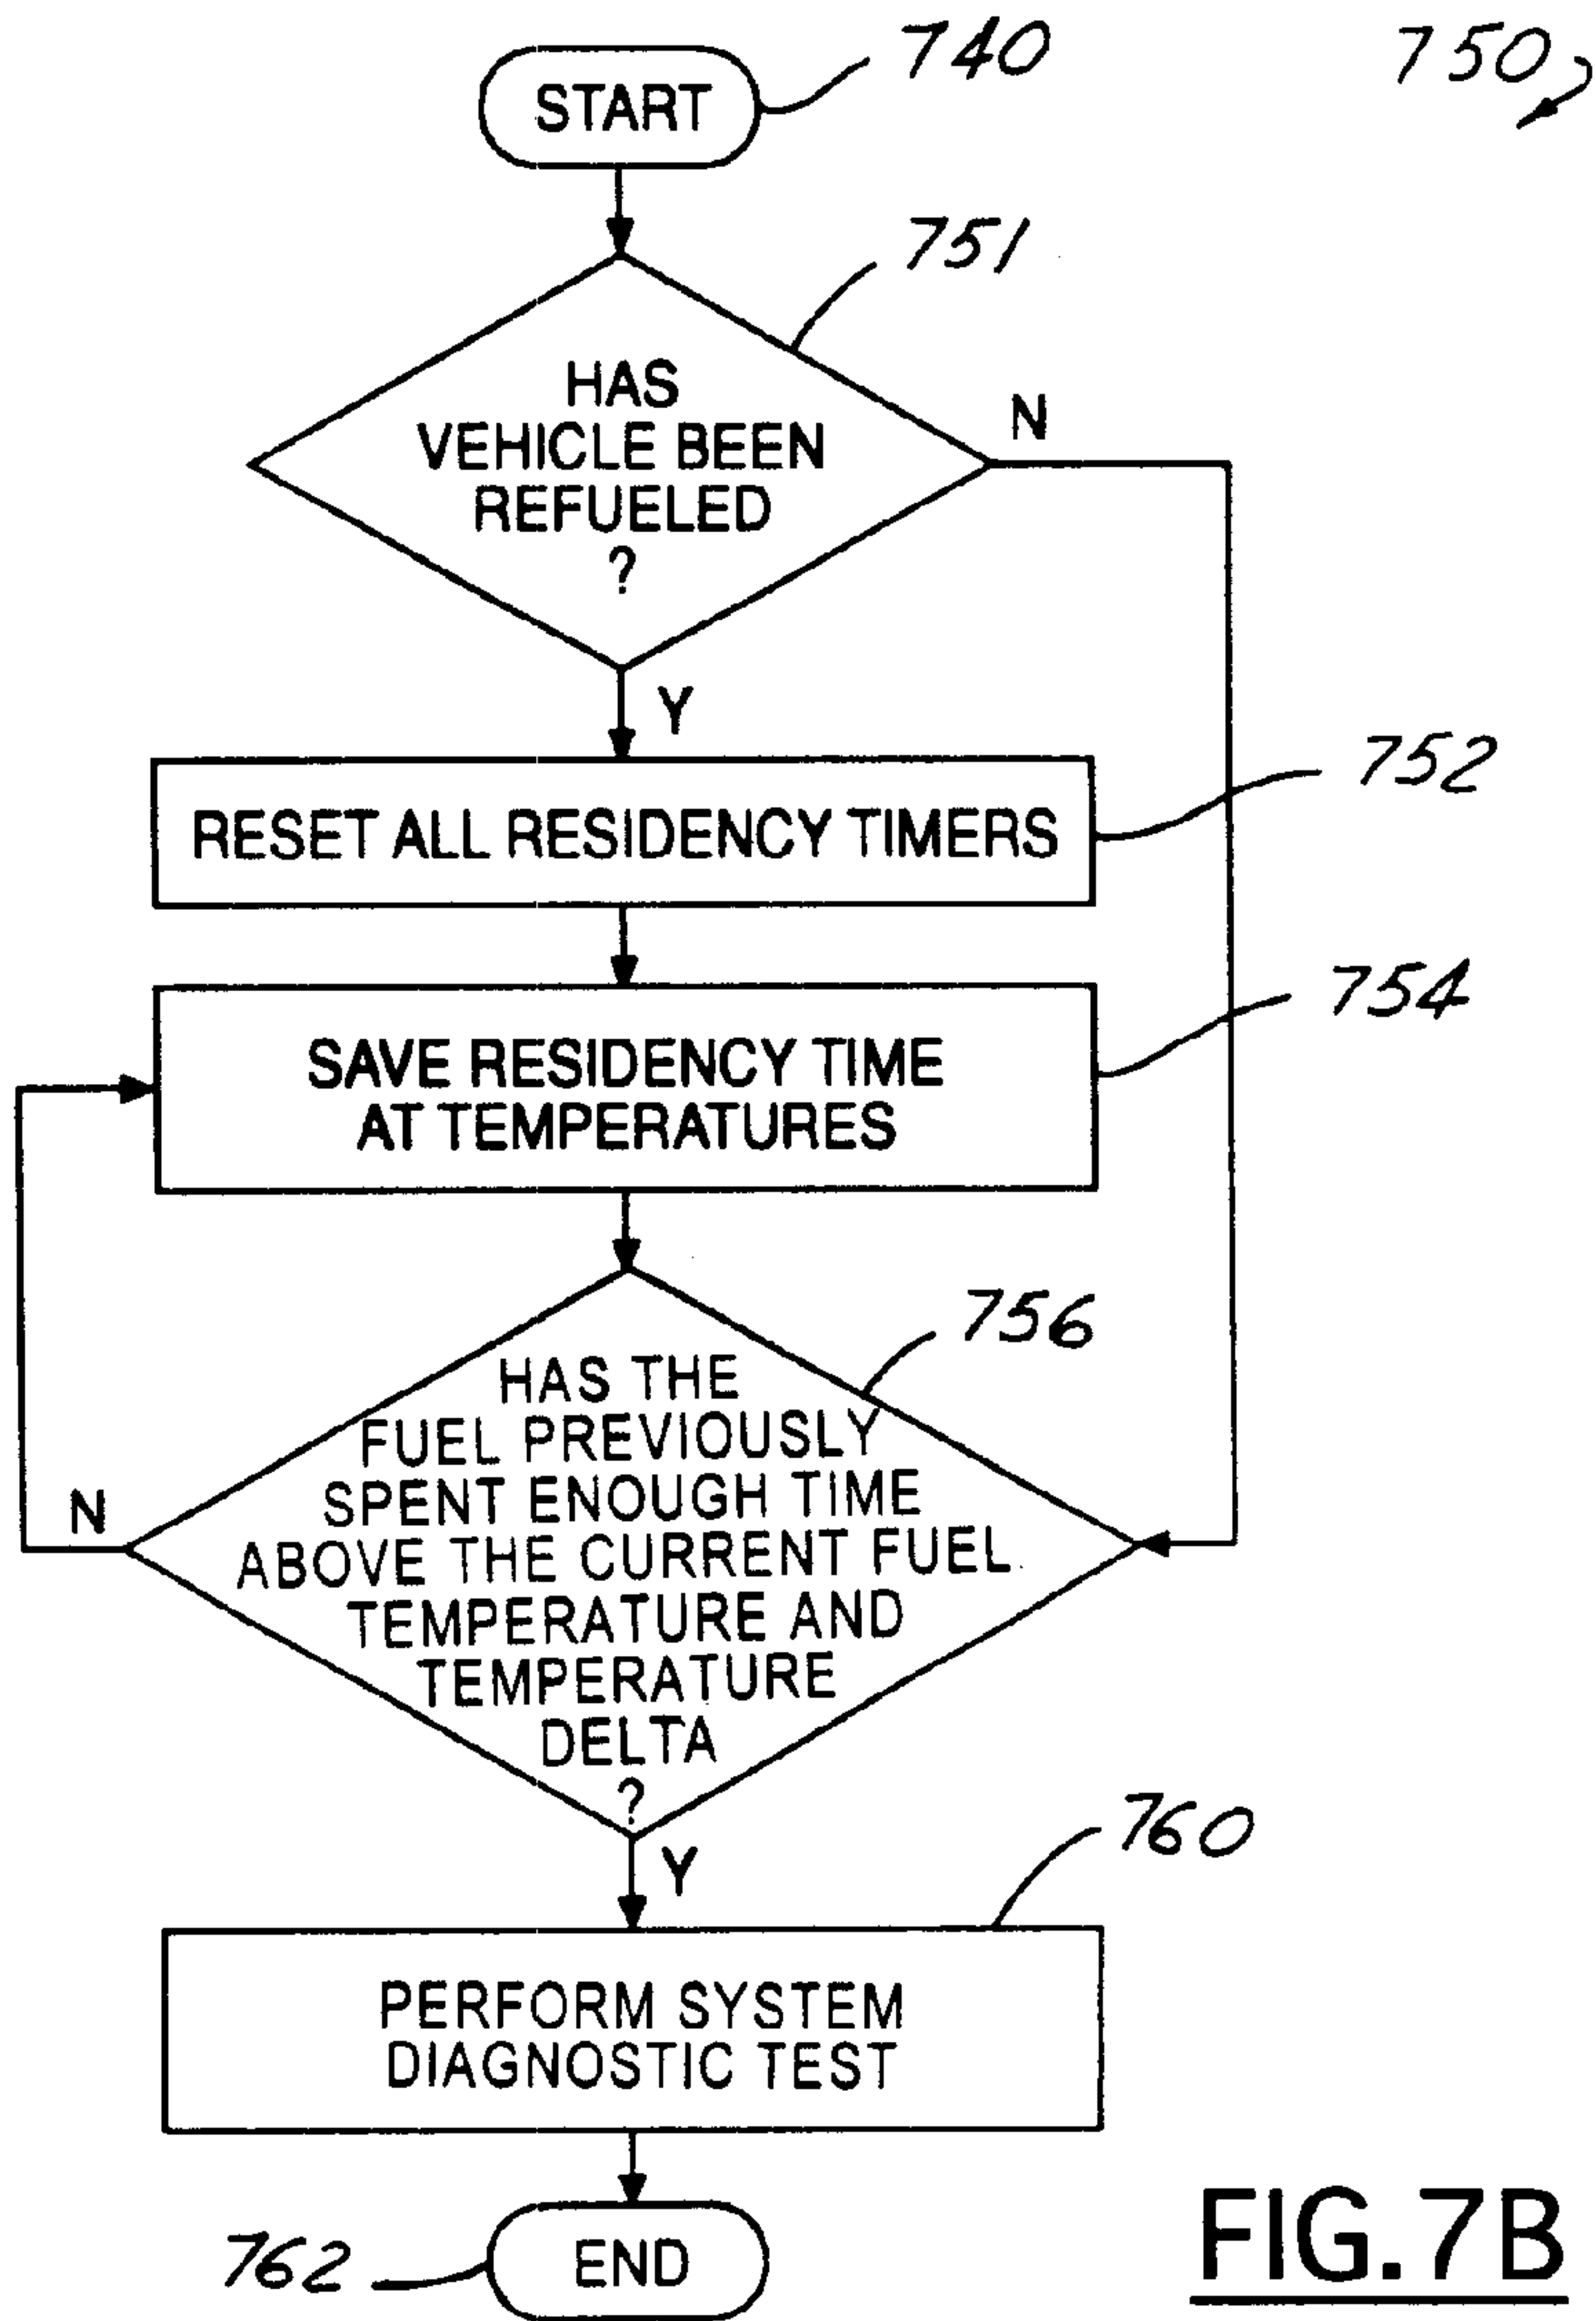 740
750
START
751
HAS
VEHICLE BEEN
REFUELED
?
N
Y
752
RESET ALL RESIDENCY TIMERS
754
SAVE RESIDENCY TIME
AT TEMPERATURES
756
HAS THE
FUEL PREVIOUSLY
SPENT ENOUGH TIME
ABOVE THE CURRENT FUEL
TEMPERATURE AND
TEMPERATURE
DELTA
?
N
Y
760
PERFORM SYSTEM
DIAGNOSTIC TEST
762
END
FIG.7B